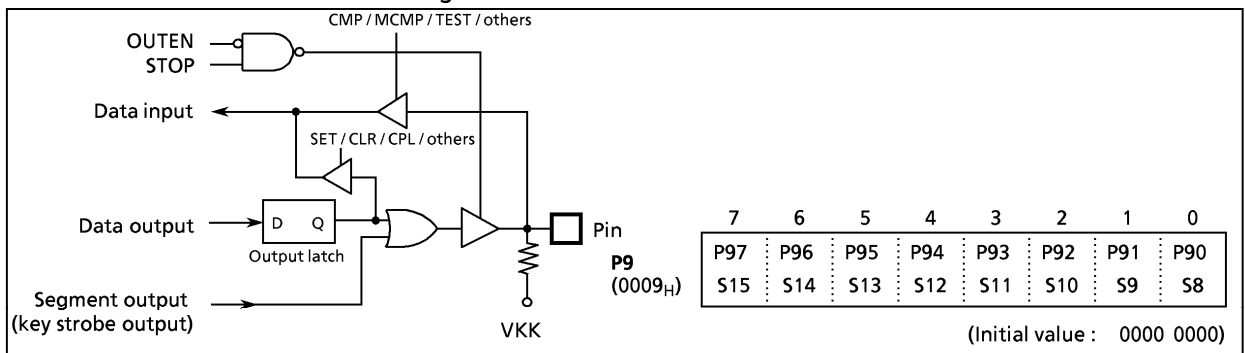 CMP / MCMP / TEST / others
OUTEN
STOP
Data input
SET / CLR / CPL / others
Data output
D Q
Output latch
Pin
Segment output
(key strobe output)
VKK
7 6 5 4 3 2 1 0
P9
(0009H)
P97 P96 P95 P94 P93 P92 P91 P90
S15 S14 S13 S12 S11 S10 S9 S8
(Initial value : 0000 0000)